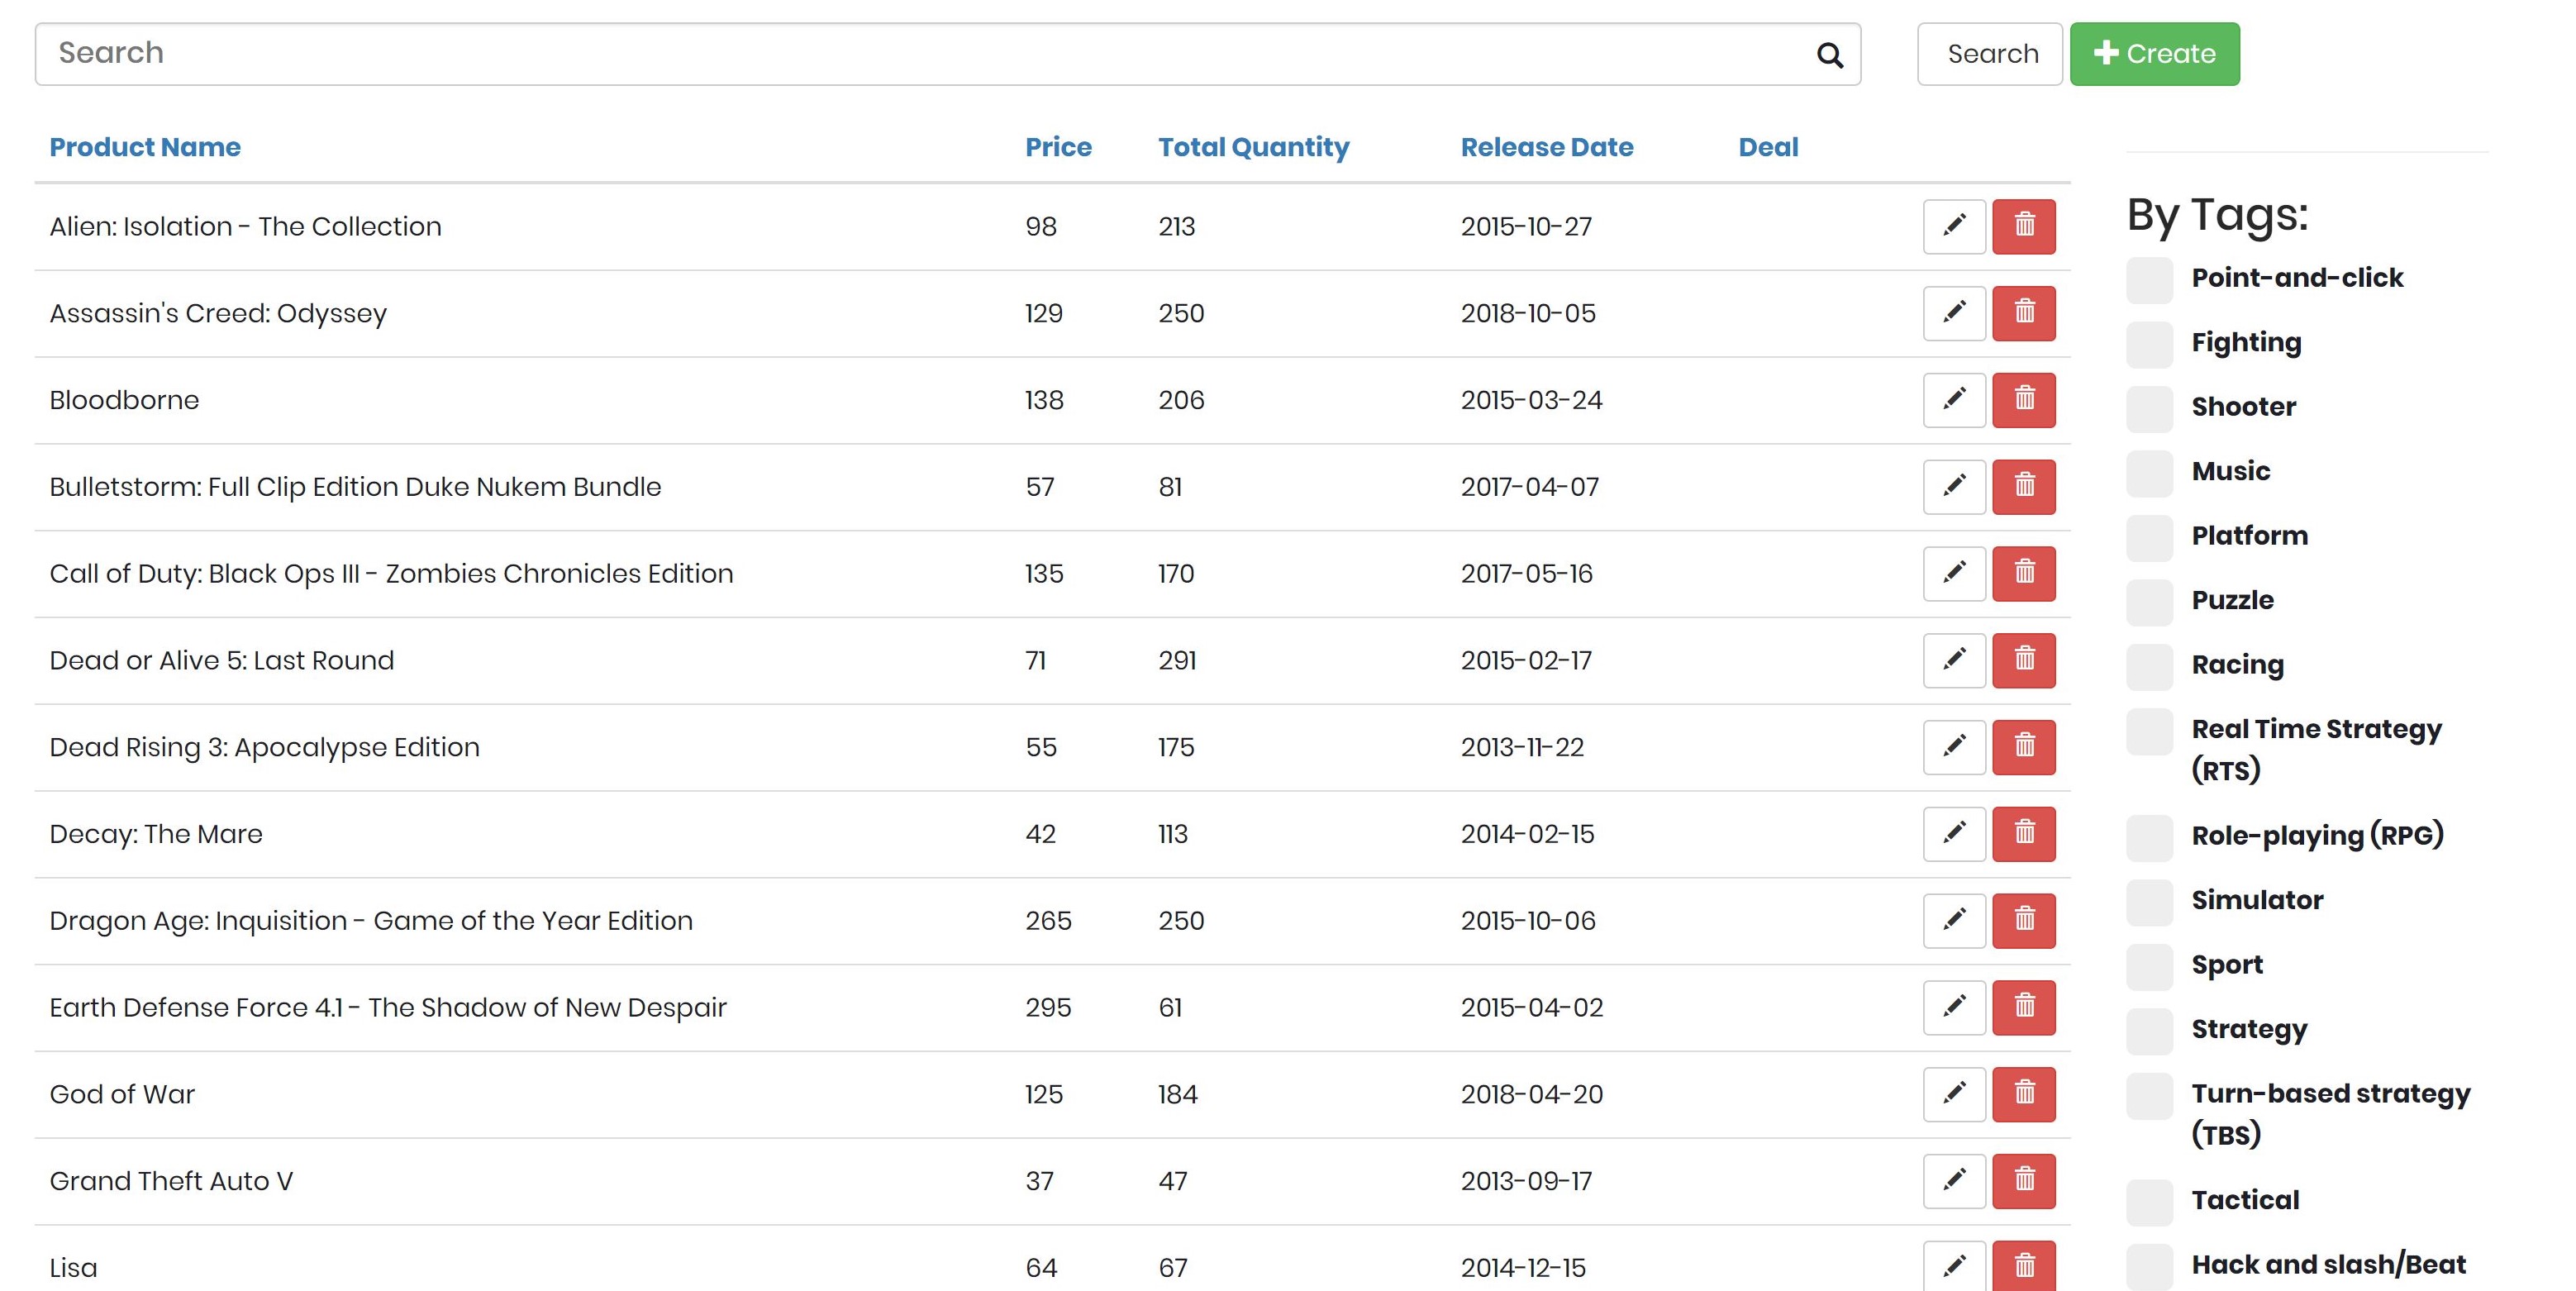 Search
Search
Create
Product Name Price Total Quantity Release Date Deal
Alien: Isolation - The Collection 98 213 2015-10-27
Assassin's Creed: Odyssey 129 250 2018-10-05
Bloodborne 138 206 2015-03-24
Bulletstorm: Full Clip Edition Duke Nukem Bundle 57 81 2017-04-07
Call of Duty: Black Ops III - Zombies Chronicles Edition 135 170 2017-05-16
Dead or Alive 5: Last Round 71 291 2015-02-17
Dead Rising 3: Apocalypse Edition 55 175 2013-11-22
Decay: The Mare 42 113 2014-02-15
Dragon Age: Inquisition - Game of the Year Edition 265 250 2015-10-06
Earth Defense Force 4.1 - The Shadow of New Despair 295 61 2015-04-02
God of War 125 184 2018-04-20
Grand Theft Auto V 37 47 2013-09-17
Lisa 64 67 2014-12-15
By Tags:
Point-and-click
Fighting
Shooter
Music
Platform
Puzzle
Racing
Real Time Strategy
(RTS)
Role-playing (RPG)
Simulator
Sport
Strategy
Turn-based strategy
(TBS)
Tactical
Hack and slash/Beat